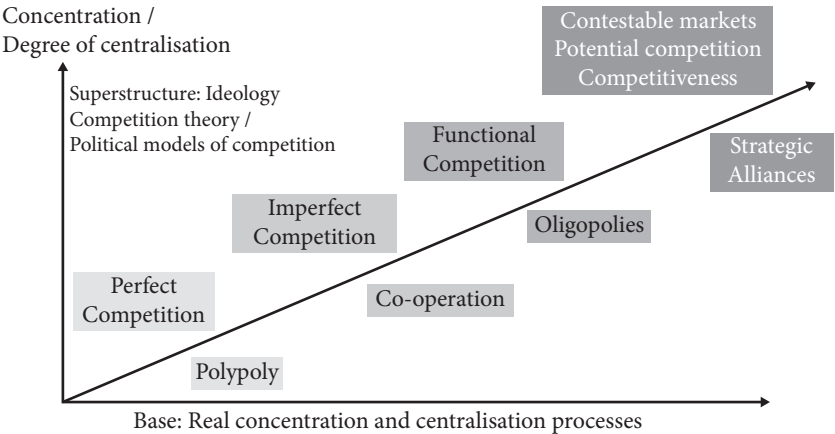 Concentration /
Degree of centralisation
Contestable markets
Potential competition
Competitiveness
Superstructure: Ideology
Competition theory /
Political models of competition
Functional
Competition
Strategic
Alliances
Imperfect
Competition
Oligopolies
Perfect
Competition
Co-operation
Polypoly
Base: Real concentration and centralisation processes